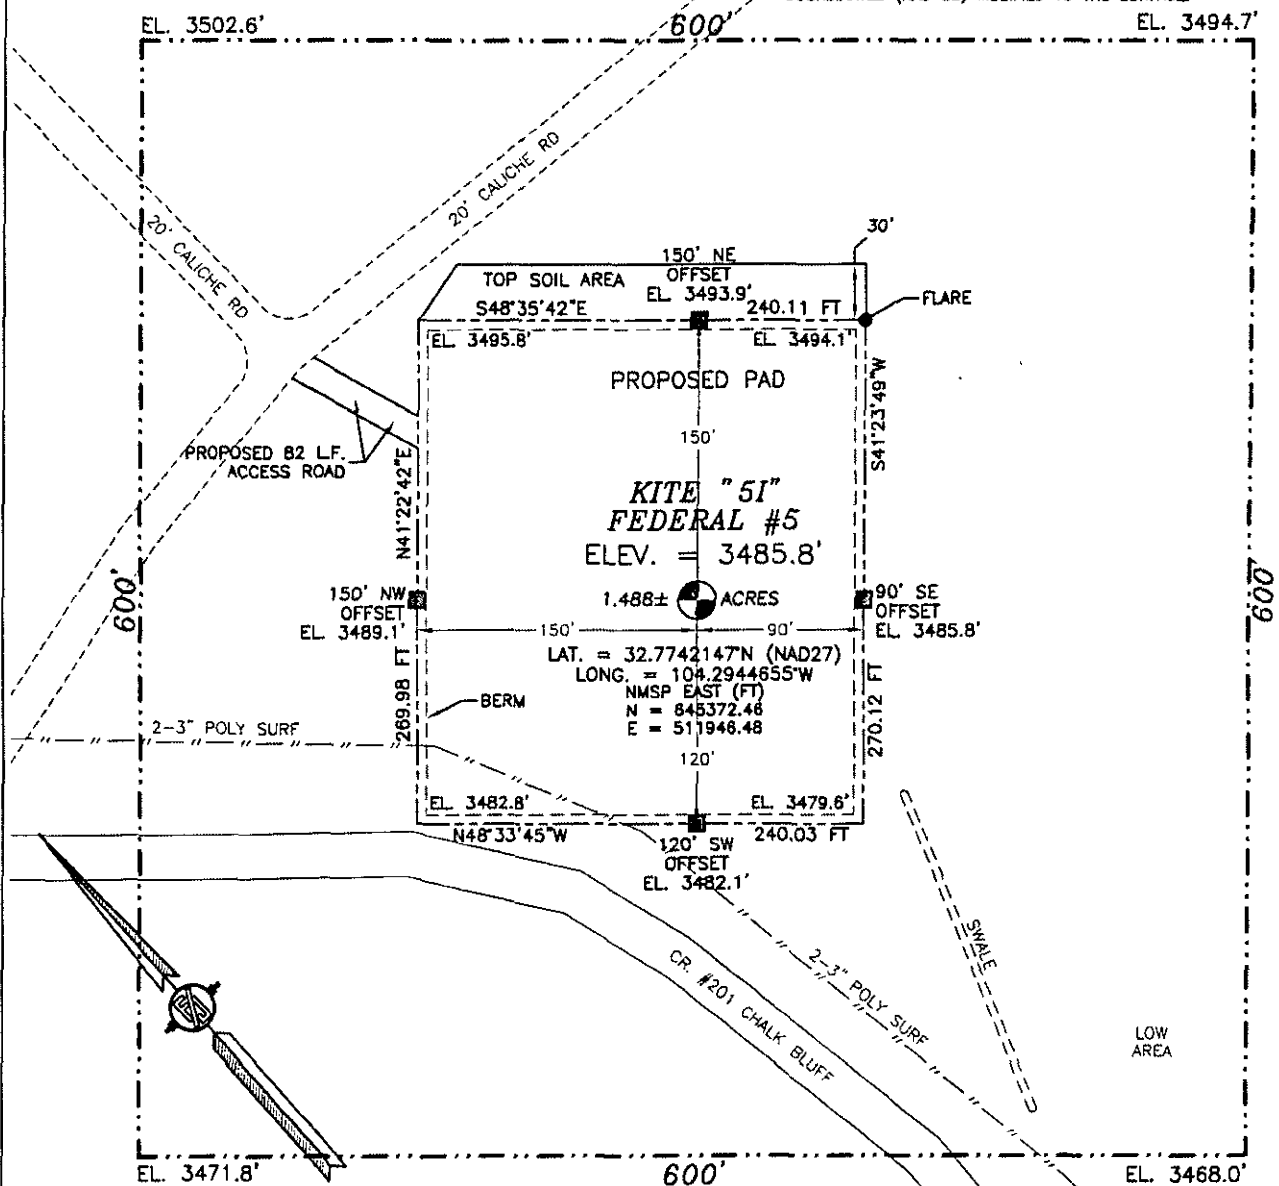 EL. 3502.6'
600'
EL. 3494.7'
20' CALICHE RD
20' CALICHE RD
30'
150' NE
OFFSET
EL. 3493.9'
TOP SOIL AREA
FLARE
S48°35'42"E
240.11 FT
EL. 3495.8'
EL. 3494.1'
PROPOSED PAD
S41°23'49"W
150'
PROPOSED 82 L.F.
ACCESS ROAD
N41°22'42"E
KITE "5I"
FEDERAL #5
ELEV. = 3485.8'
600'
600'
150' NW
OFFSET
EL. 3489.1'
1.488± ACRES
90' SE
OFFSET
EL. 3485.8'
150'
90'
LAT. = 32.7742147°N (NAD27)
LONG. = 104.2944655°W
NMSP EAST (FT)
N = 645372.46
E = 511946.48
269.98 FT
BERM
270.12 FT
2-3" POLY SURF
120'
EL. 3482.8'
EL. 3479.6'
N48°33'45"W
240.03 FT
120' SW
OFFSET
EL. 3482.1'
SWALE
2-3" POLY SURF
CR. #201 CHALK BLUFF
LOW
AREA
EL. 3471.8'
600'
EL. 3468.0'